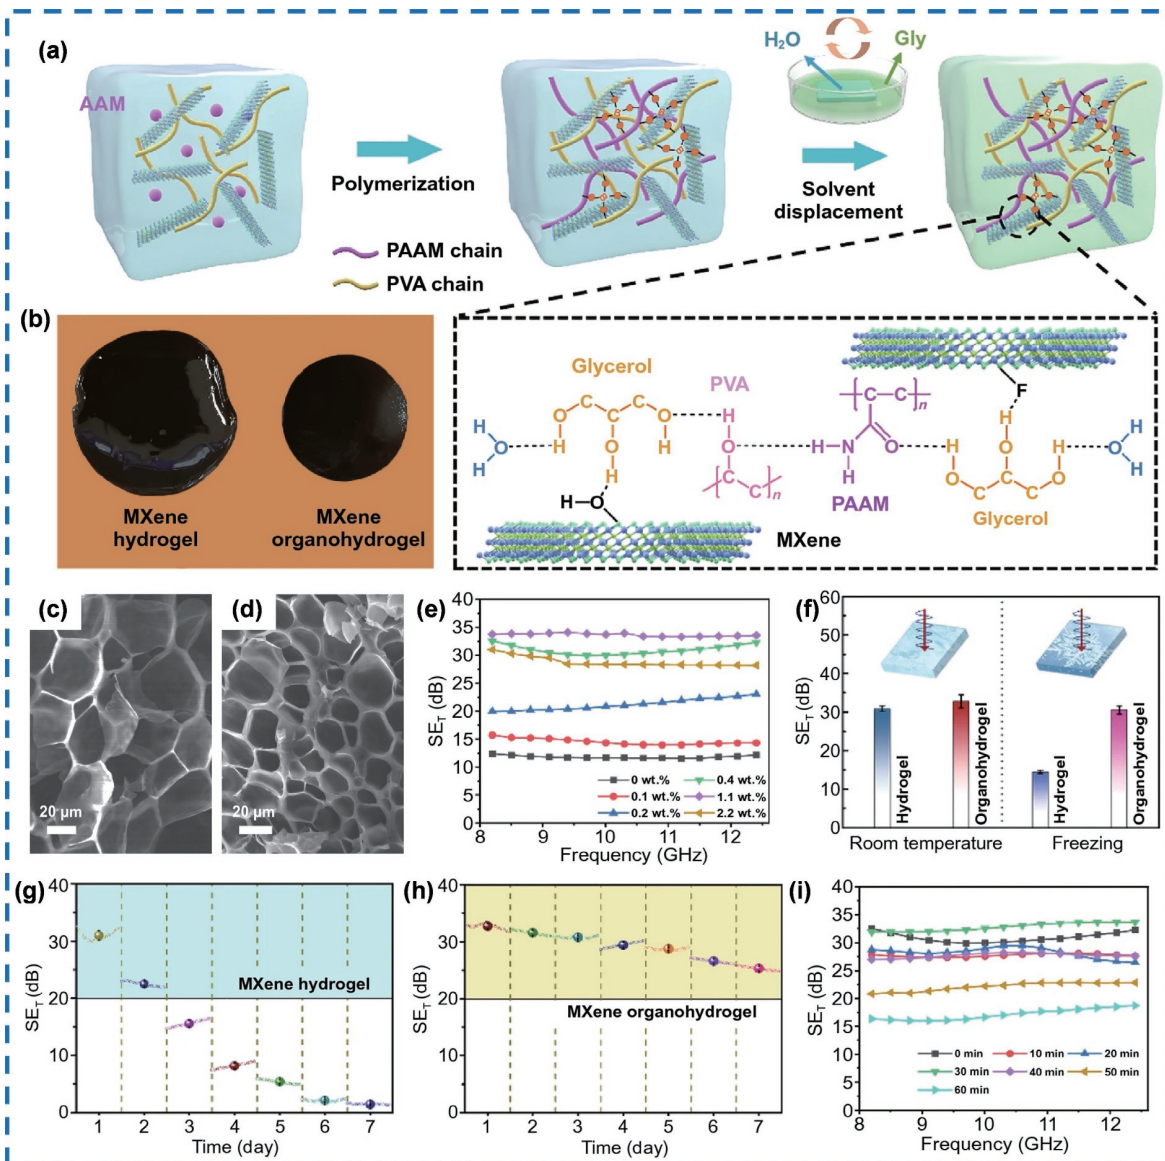 (a)
AAM
Polymerization
PAAM chain
PVA chain
H₂O
Gly
Solvent
displacement
(b)
MXene
hydrogel
MXene
organohydrogel
Glycerol
O
C
C
C
O
H
O
H
H
H
O
H
H–O
PVA
H
O
C
C
n
MXene
C
C
n
C
O
H–N
H
PAAM
F
H
O
H
O
C
C
C
H
O
Glycerol
O
H
H
(c)
20 μm
(d)
20 μm
(e)
40
35
30
25
20
15
10
5
0
SE_T (dB)
0 wt.%
0.4 wt.%
0.1 wt.%
1.1 wt.%
0.2 wt.%
2.2 wt.%
8
9
10
11
12
Frequency (GHz)
(f)
60
50
40
30
20
10
0
SE_T (dB)
Hydrogel
Organohydrogel
Hydrogel
Organohydrogel
Room temperature
Freezing
(g)
40
30
20
10
0
SE_T (dB)
MXene hydrogel
1 2 3 4 5 6 7
Time (day)
(h)
40
30
20
10
0
SE_T (dB)
MXene organohydrogel
1 2 3 4 5 6 7
Time (day)
(i)
40
35
30
25
20
15
10
5
0
SE_T (dB)
0 min
10 min
20 min
30 min
40 min
50 min
60 min
8
9
10
11
12
Frequency (GHz)